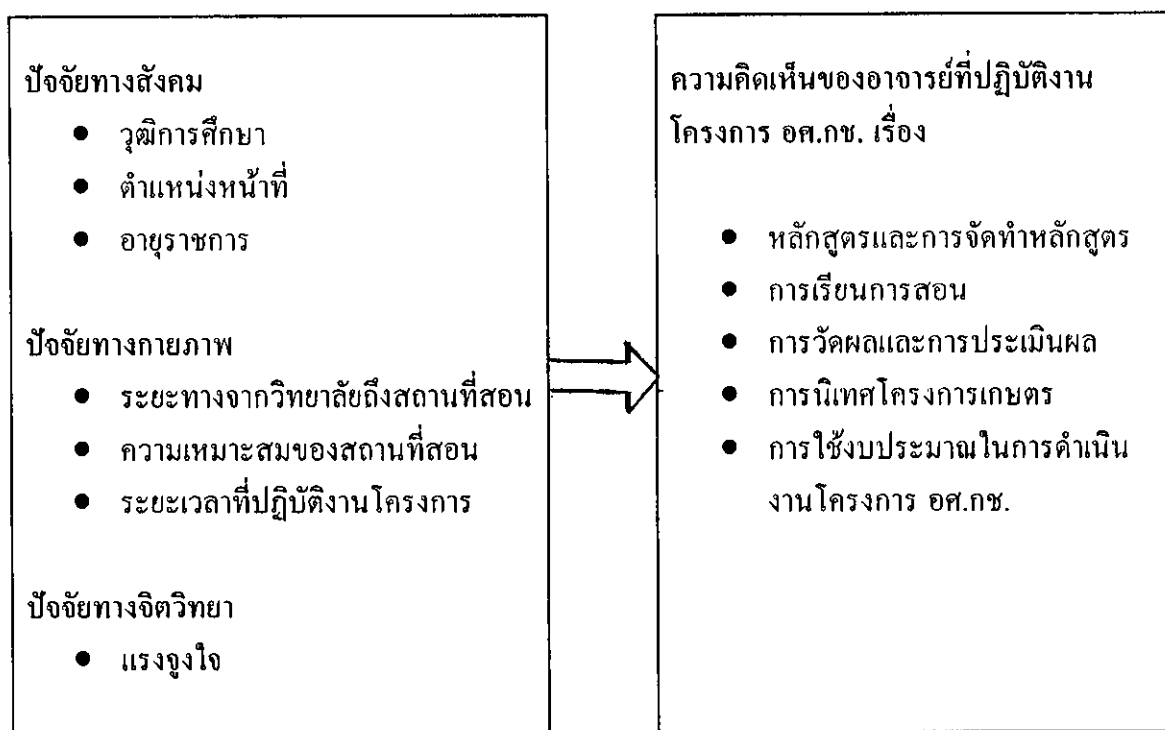 ปัจจัยทางสังคม
● วุฒิการศึกษา
● ตำแหน่งหน้าที่
● อายุราชการ
ปัจจัยทางกายภาพ
● ระยะทางจากวิทยาลัยถึงสถานที่สอน
● ความเหมาะสมของสถานที่สอน
● ระยะเวลาที่ปฏิบัติงานโครงการ
ปัจจัยทางจิตวิทยา
● แรงจูงใจ
ความคิดเห็นของอาจารย์ที่ปฏิบัติงาน
โครงการ อศ.กช. เรื่อง
● หลักสูตรและการจัดทำหลักสูตร
● การเรียนการสอน
● การวัดผลและการประเมินผล
● การนิเทศโครงการเกษตร
● การใช้งบประมาณในการดำเนิน
งานโครงการ อศ.กช.